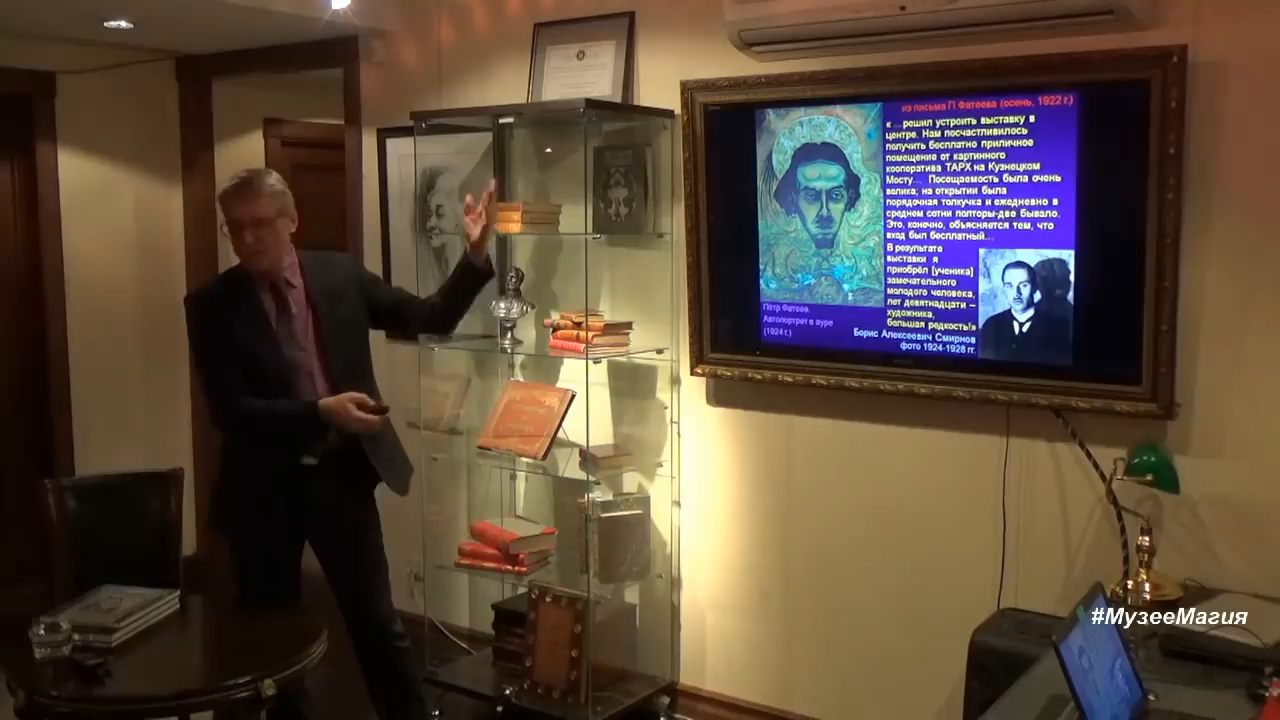 из письма П.Фатеева (осень, 1922 г.)
«...решил устроить выставку в
центре. Нам посчастливилось
получить бесплатно приличное
помещение от картинного
кооператива ТАРХ на Кузнецком
Мосту... Посещаемость была очень
велика; на открытии была
порядочная толкучка и ежедневно в
среднем сотни полторы-две бывало.
Это, конечно, объясняется тем, что
вход был бесплатный...
В результате
выставки я
приобрёл [ученика]
замечательного
молодого человека,
лет девятнадцати –
художника,
большая редкость!»
Пётр Фатеев.
Автопортрет в ауре
(1924 г.)
Борис Алексеевич Смирнов
фото 1924-1928 гг.
#МузееМагия